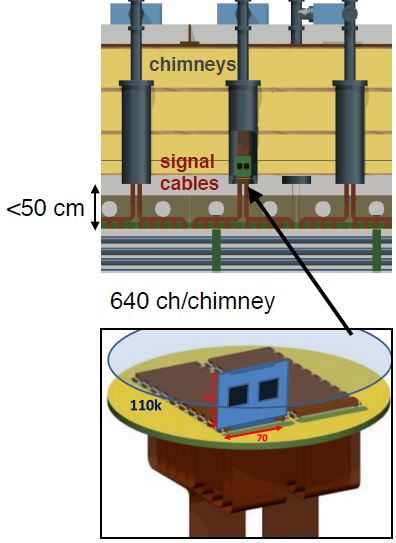 chimneys
signal
cables
<50 cm
640 ch/chimney
110k
70